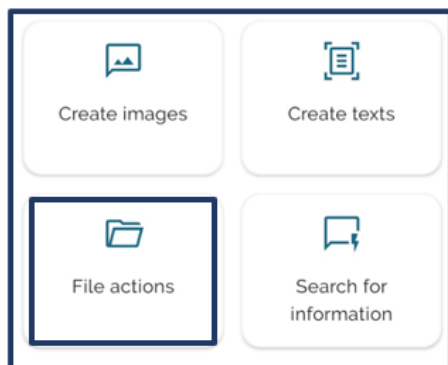 Create images
Create texts
File actions
Search for
information